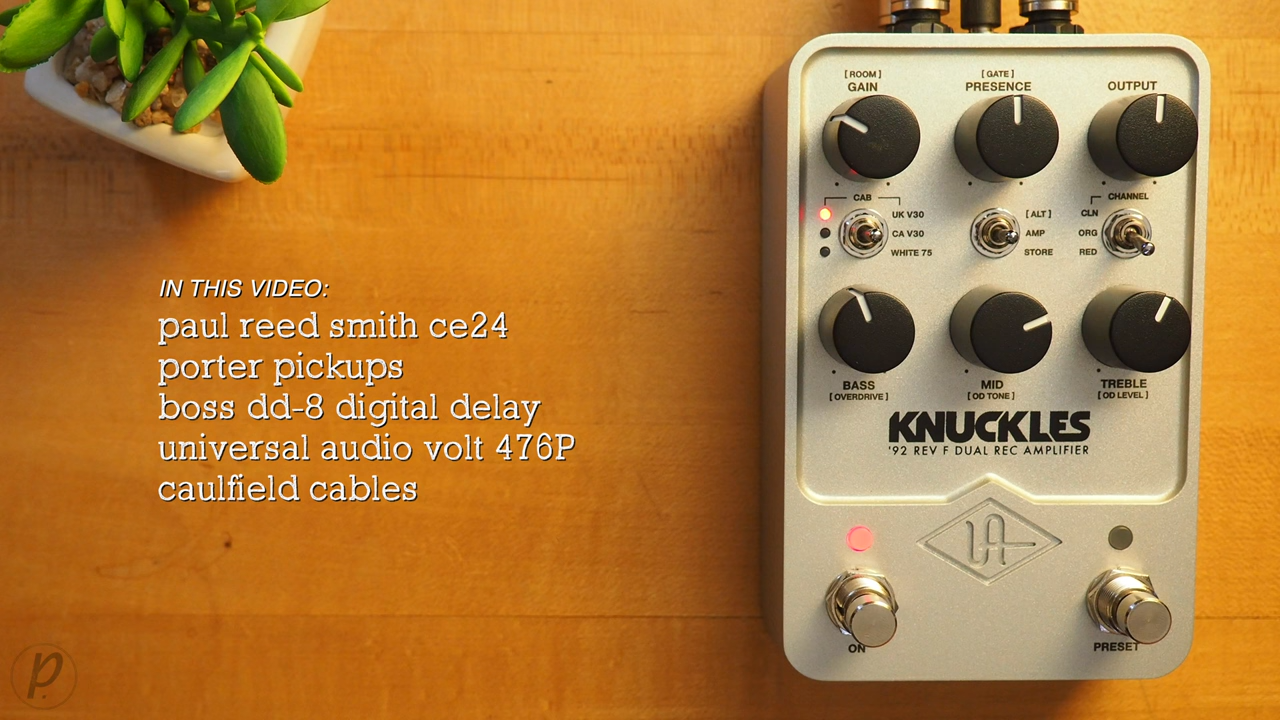 [ROOM]
GAIN
[GATE]
PRESENCE
OUTPUT
CAB
UK V30
CA V30
WHITE 75
[ALT]
AMP
STORE
CHANNEL
CLN
ORG
RED
IN THIS VIDEO:
paul reed smith ce24
porter pickups
boss dd-8 digital delay
universal audio volt 476P
caulfield cables
BASS
[OVERDRIVE]
MID
[OD TONE]
TREBLE
[OD LEVEL]
KNUCKLES
'92 REV F DUAL REC AMPLIFIER
UA
ON
PRESET
p.